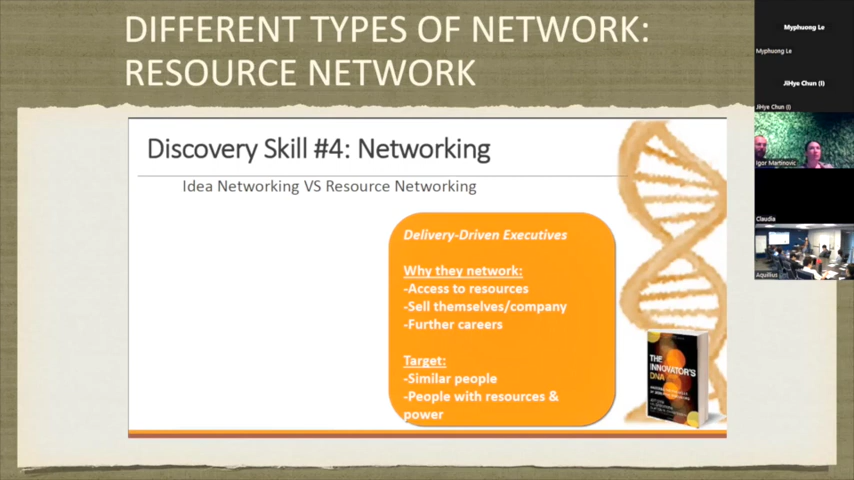 DIFFERENT TYPES OF NETWORK:
RESOURCE NETWORK
Discovery Skill #4: Networking
Idea Networking VS Resource Networking
Delivery-Driven Executives
Why they network:
-Access to resources
-Sell themselves/company
-Further careers
Target:
-Similar people
-People with resources &
power
THE
INNOVATOR'S
DNA
Myphuong Le
Myphuong Le
JiHye Chun (I)
JiHye Chun (I)
Igor Martinovic
Claudia
Aquillius